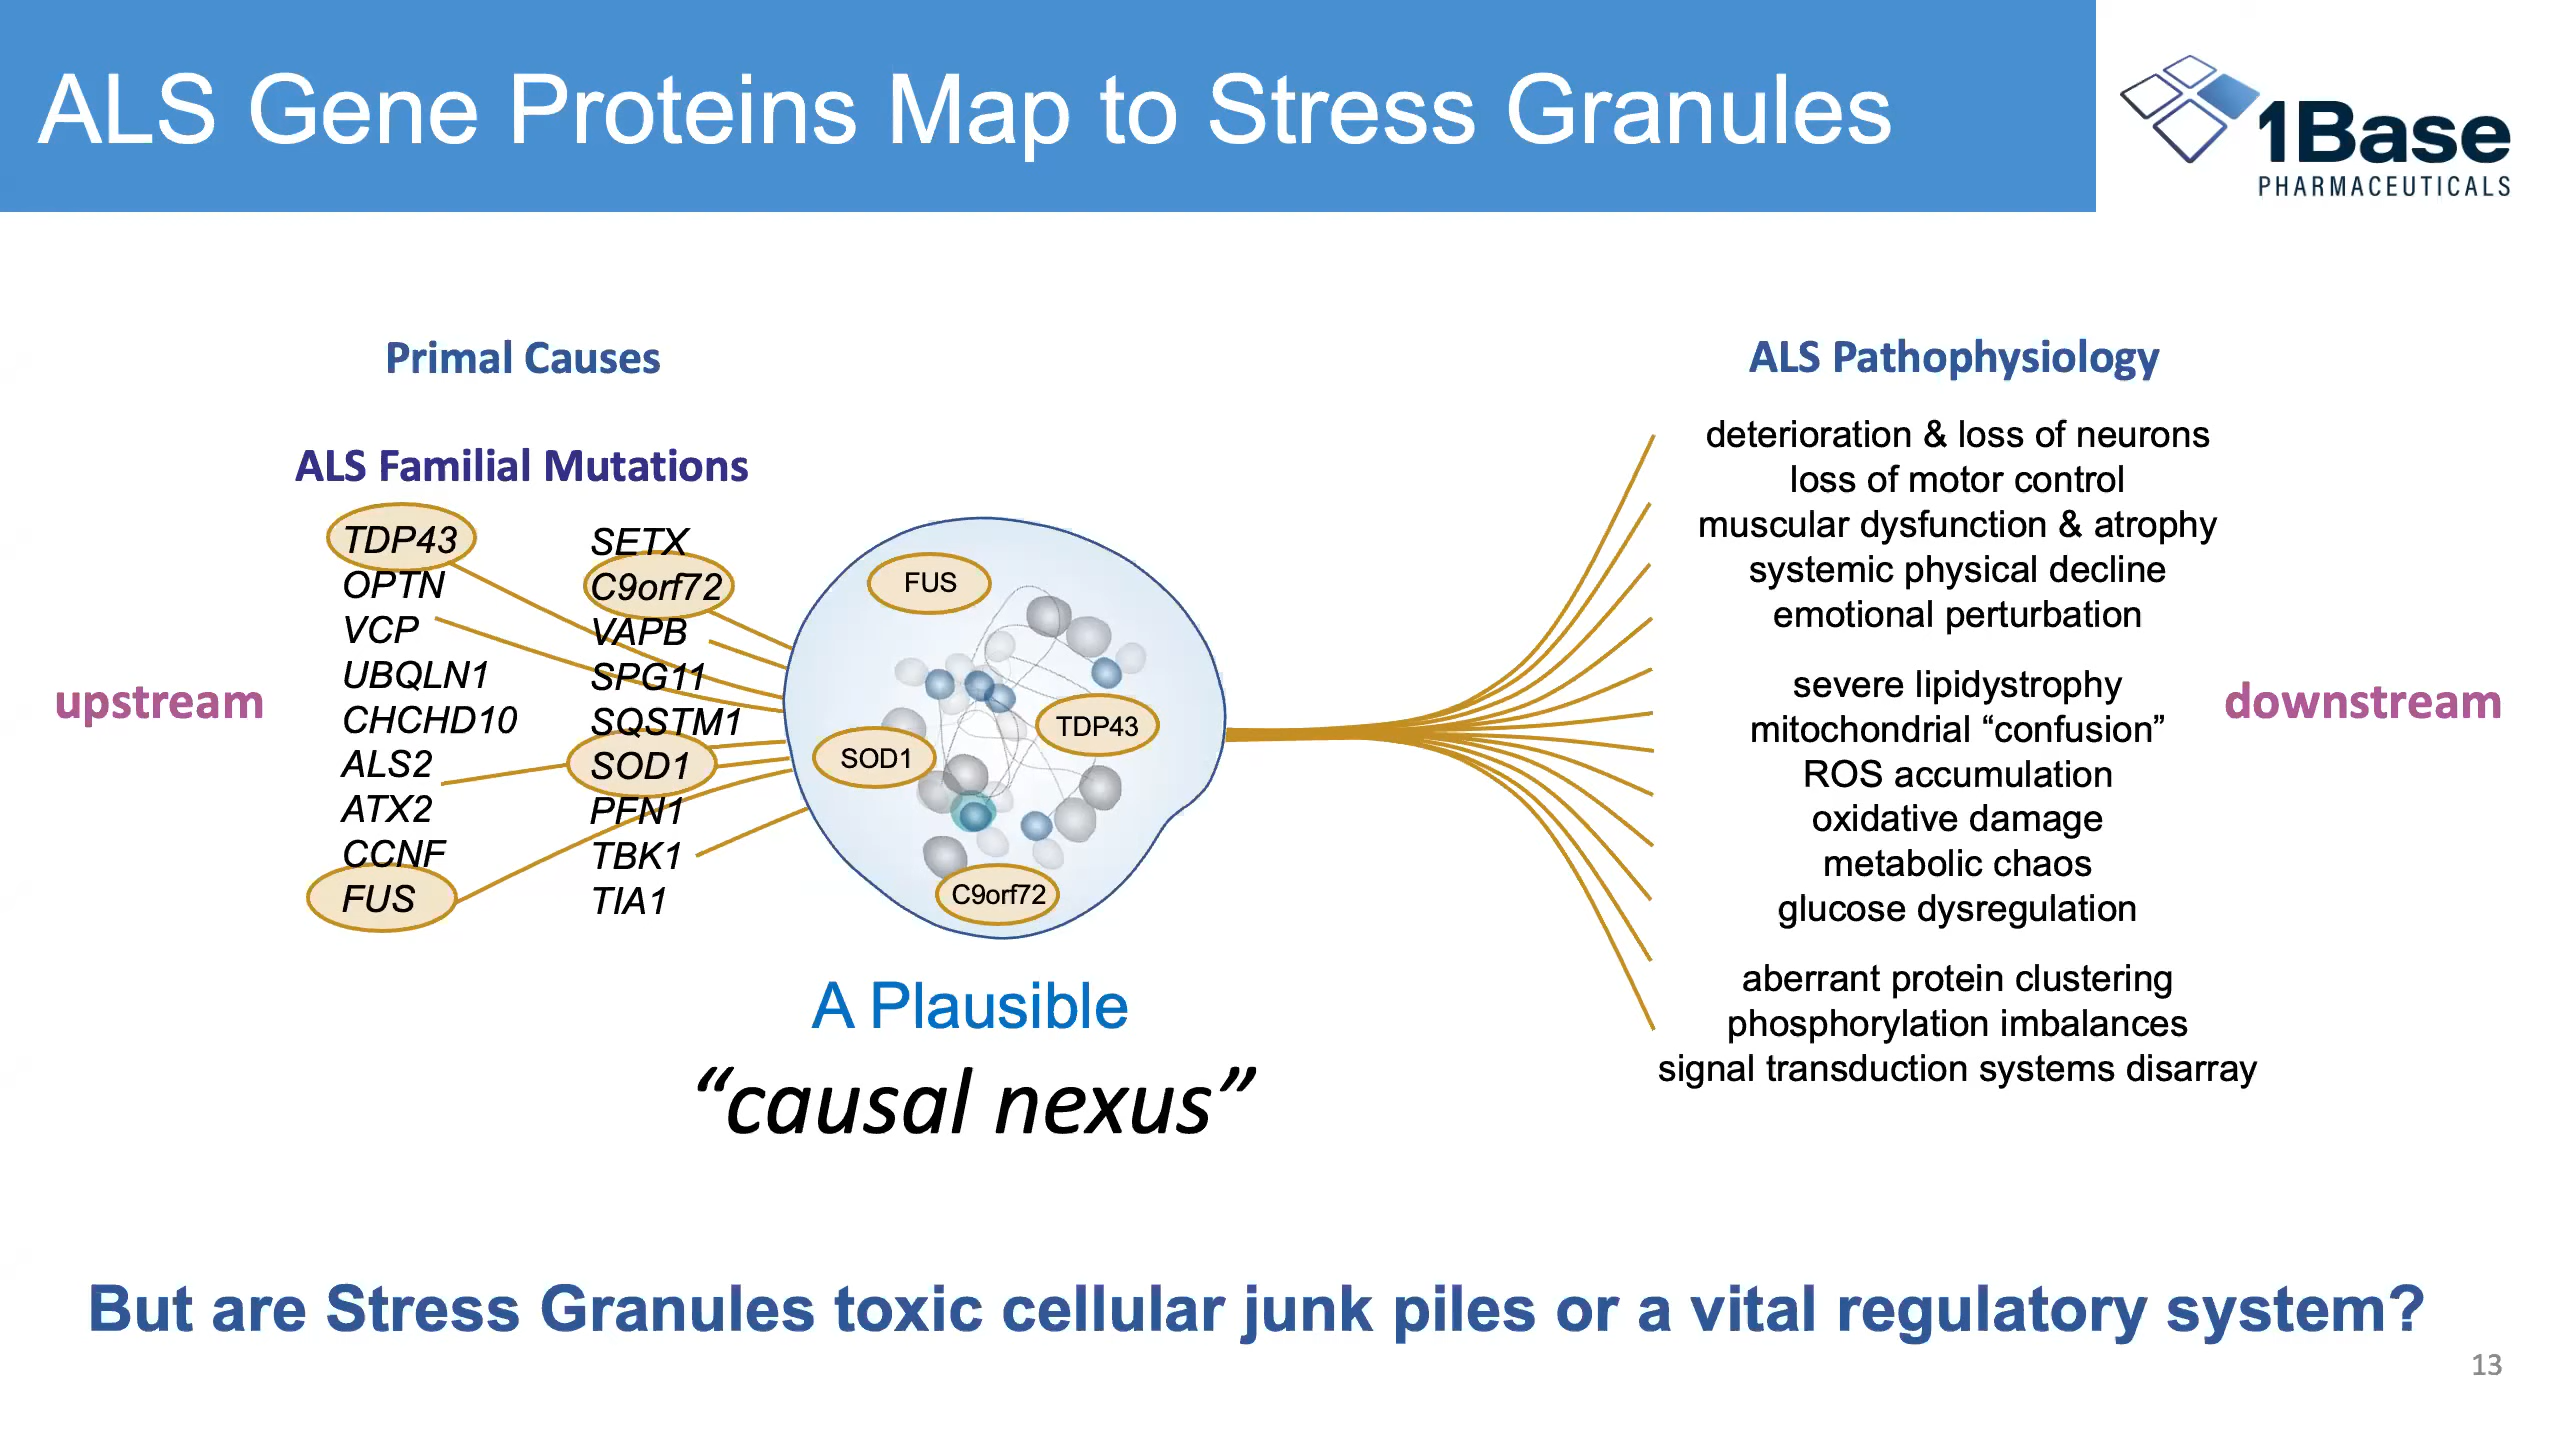 ALS Gene Proteins Map to Stress Granules
1Base
PHARMACEUTICALS
Primal Causes
ALS Familial Mutations
upstream
TDP43
OPTN
VCP
UBQLN1
CHCHD10
ALS2
ATX2
CCNF
FUS
SETX
C9orf72
VAPB
SPG11
SQSTM1
SOD1
PFN1
TBK1
TIA1
FUS
TDP43
SOD1
C9orf72
A Plausible
“causal nexus”
ALS Pathophysiology
deterioration & loss of neurons
loss of motor control
muscular dysfunction & atrophy
systemic physical decline
emotional perturbation
severe lipidystrophy
mitochondrial “confusion”
ROS accumulation
oxidative damage
metabolic chaos
glucose dysregulation
aberrant protein clustering
phosphorylation imbalances
signal transduction systems disarray
downstream
But are Stress Granules toxic cellular junk piles or a vital regulatory system?
13